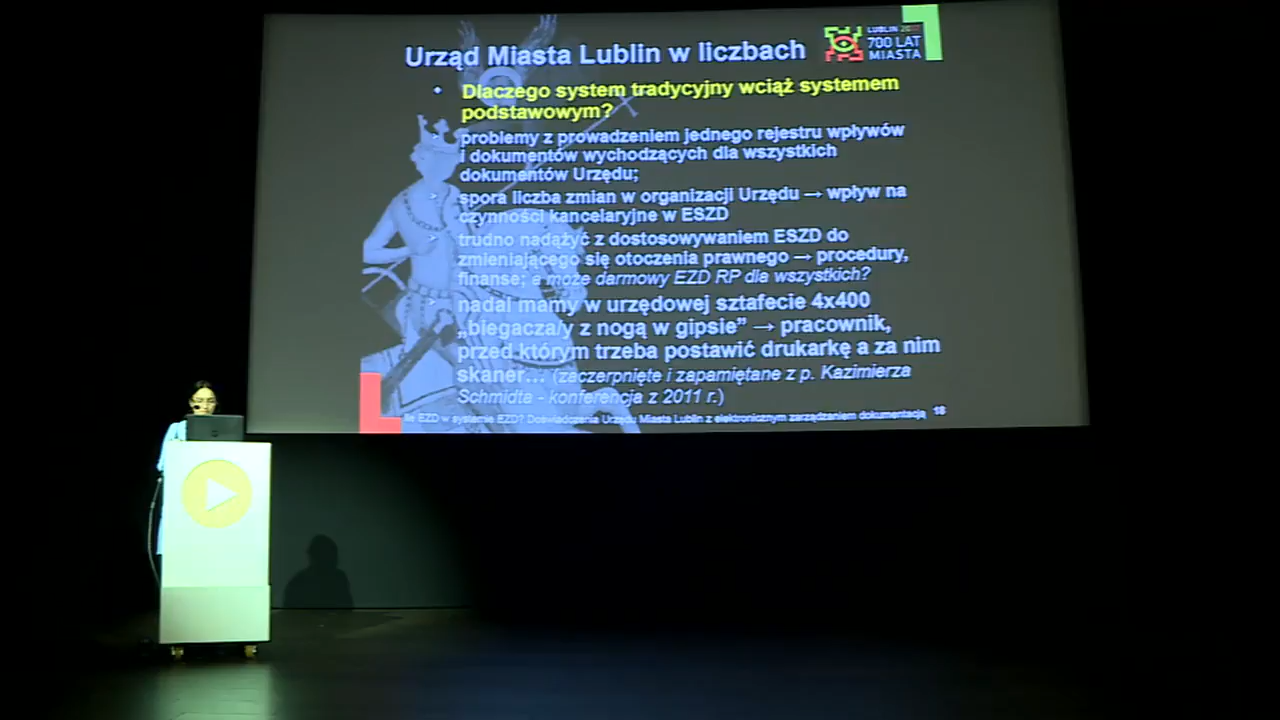 Urząd Miasta Lublin w liczbach
LUBLIN
700 LAT
MIASTA
• Dlaczego system tradycyjny wciąż systemem
podstawowym?
problemy z prowadzeniem jednego rejestru wpływów
i dokumentów wychodzących dla wszystkich
dokumentów Urzędu;
spora liczba zmian w organizacji Urzędu → wpływ na
czynności kancelaryjne w ESZD
trudno nadążyć z dostosowywaniem ESZD do
zmieniającego się otoczenia prawnego → procedury,
finanse; a może darmowy EZD RP dla wszystkich?
nadal mamy w urzędowej sztafecie 4x400
„biegacza/y z nogą w gipsie” → pracownik,
przed którym trzeba postawić drukarkę a za nim
skaner... (zaczerpnięte i zapamiętane z p. Kazimierza
Schmidta - konferencja z 2011 r.)
Ile EZD w systemie EZD? Doświadczenia Urzędu Miasta Lublin z elektronicznym zarządzaniem dokumentacją 18